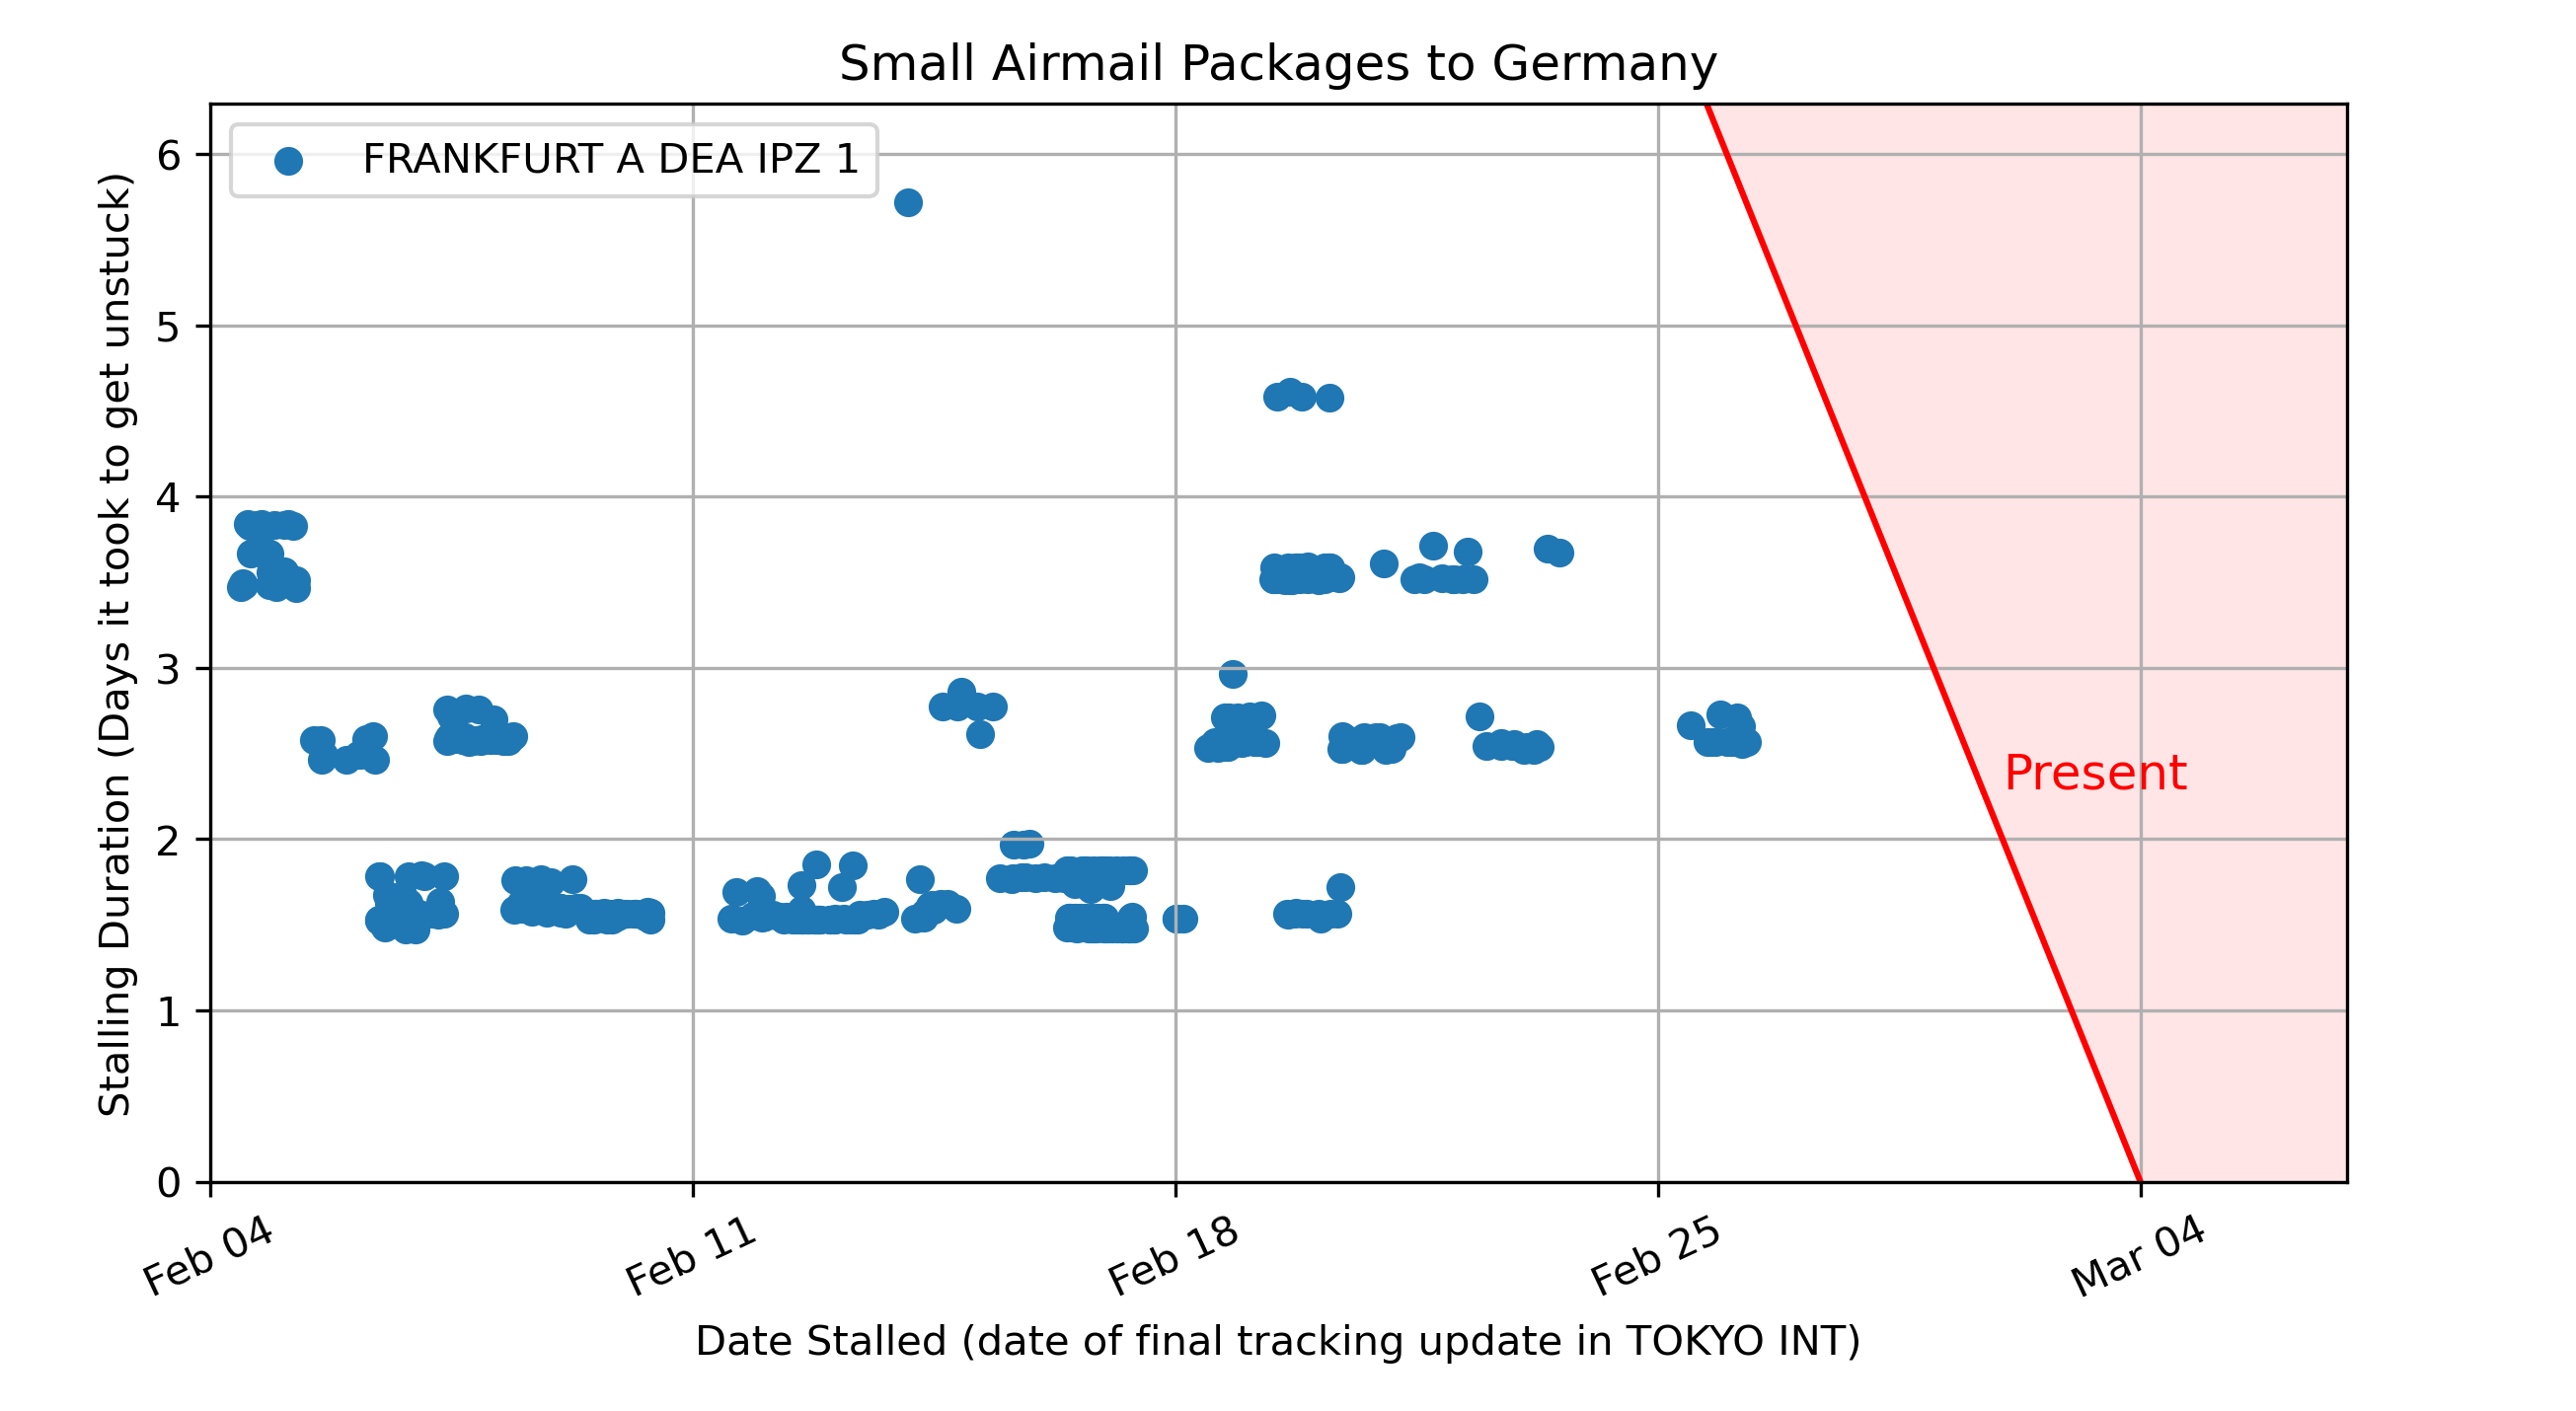 Small Airmail Packages to Germany
FRANKFURT A DEA IPZ 1
Stalling Duration (Days it took to get unstuck)
6
5
4
3
2
1
0
Present
Feb 04
Feb 11
Feb 18
Feb 25
Mar 04
Date Stalled (date of final tracking update in TOKYO INT)